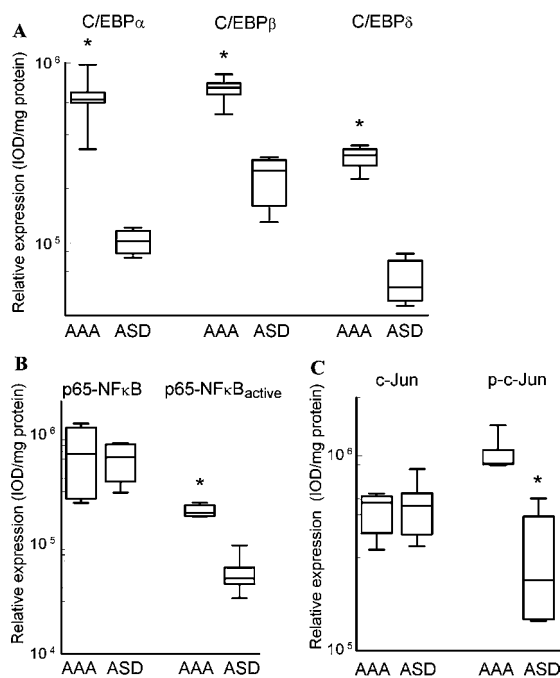 A
C/EBPα C/EBPβ C/EBPδ
Relative expression (IOD/mg protein)
10⁶
10⁵
* * *
AAA ASD AAA ASD AAA ASD
B
p65-NFκB p65-NFκBactive
Relative expression (IOD/mg protein)
10⁶
10⁵
10⁴
*
AAA ASD AAA ASD
C
c-Jun p-c-Jun
Relative expression (IOD/mg protein)
10⁶
10⁵
*
AAA ASD AAA ASD